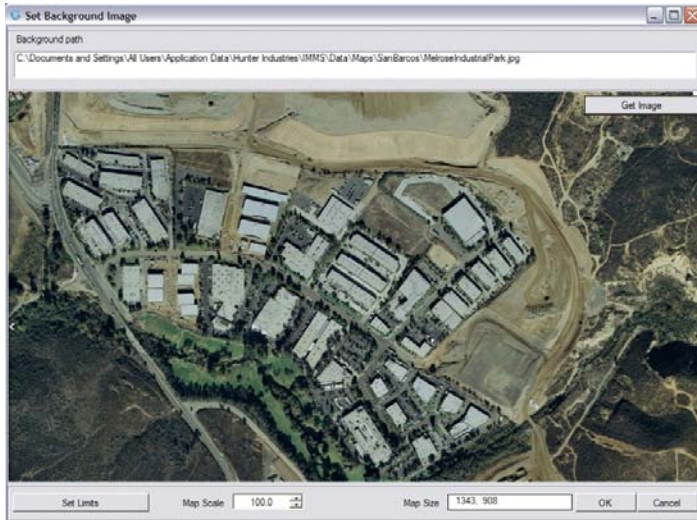 Set Background Image
Background path
C:\Documents and Settings\All Users\Application Data\Hunter Industries\IMMS\Data\Maps\SanBarcos\MelroseIndustrialPark.jpg
Get Image
Set Limits
Map Scale
100.0
Map Size
1343, 908
OK
Cancel